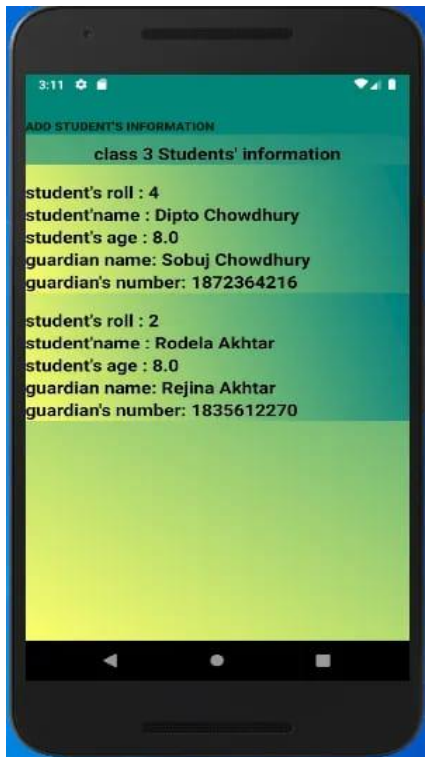 3:11
ADD STUDENT'S INFORMATION
class 3 Students' information
student's roll : 4
student'name : Dipto Chowdhury
student's age : 8.0
guardian name: Sobuj Chowdhury
guardian's number: 1872364216
student's roll : 2
student'name : Rodela Akhtar
student's age : 8.0
guardian name: Rejina Akhtar
guardian's number: 1835612270